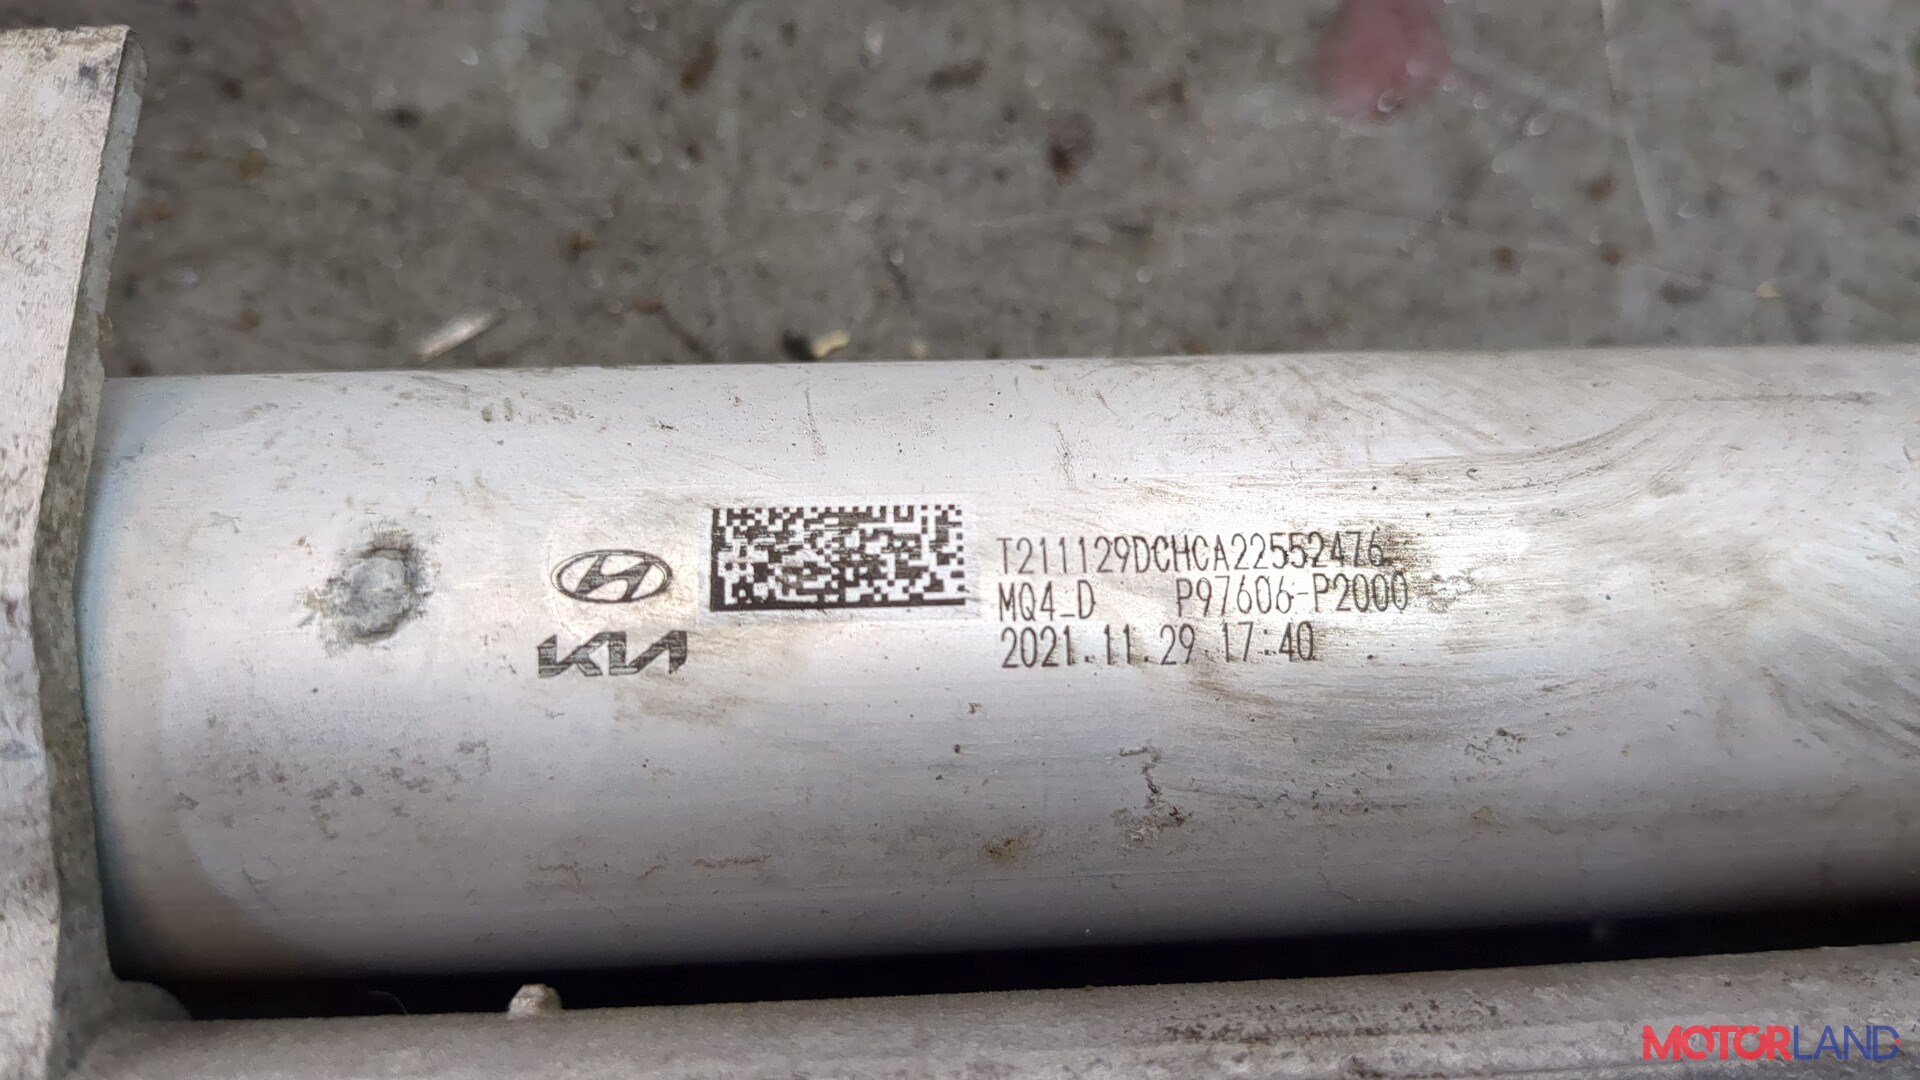 T211129DCHCA22552476
MQ4_D P97606-P2000
KIA
2021.11.29 17:40
MOTORLAND